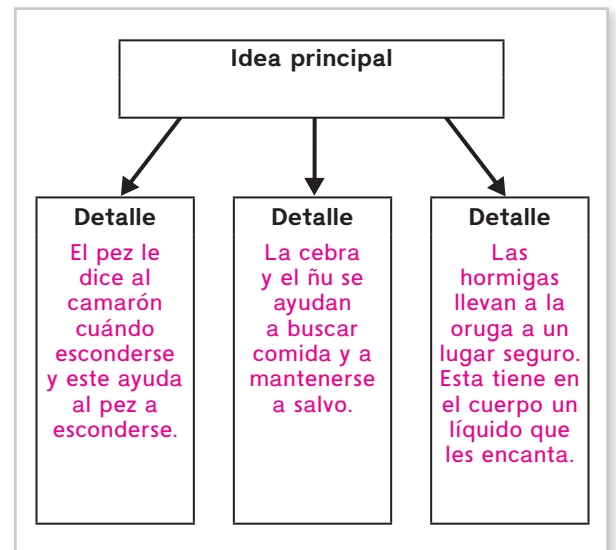 Idea principal
Detalle
El pez le
dice al
camarón
cuándo
esconderse
y este ayuda
al pez a
esconderse.
Detalle
La cebra
y el ñu se
ayudan
a buscar
comida y a
mantenerse
a salvo.
Detalle
Las
hormigas
llevan a la
oruga a un
lugar seguro.
Esta tiene en
el cuerpo un
líquido que
les encanta.